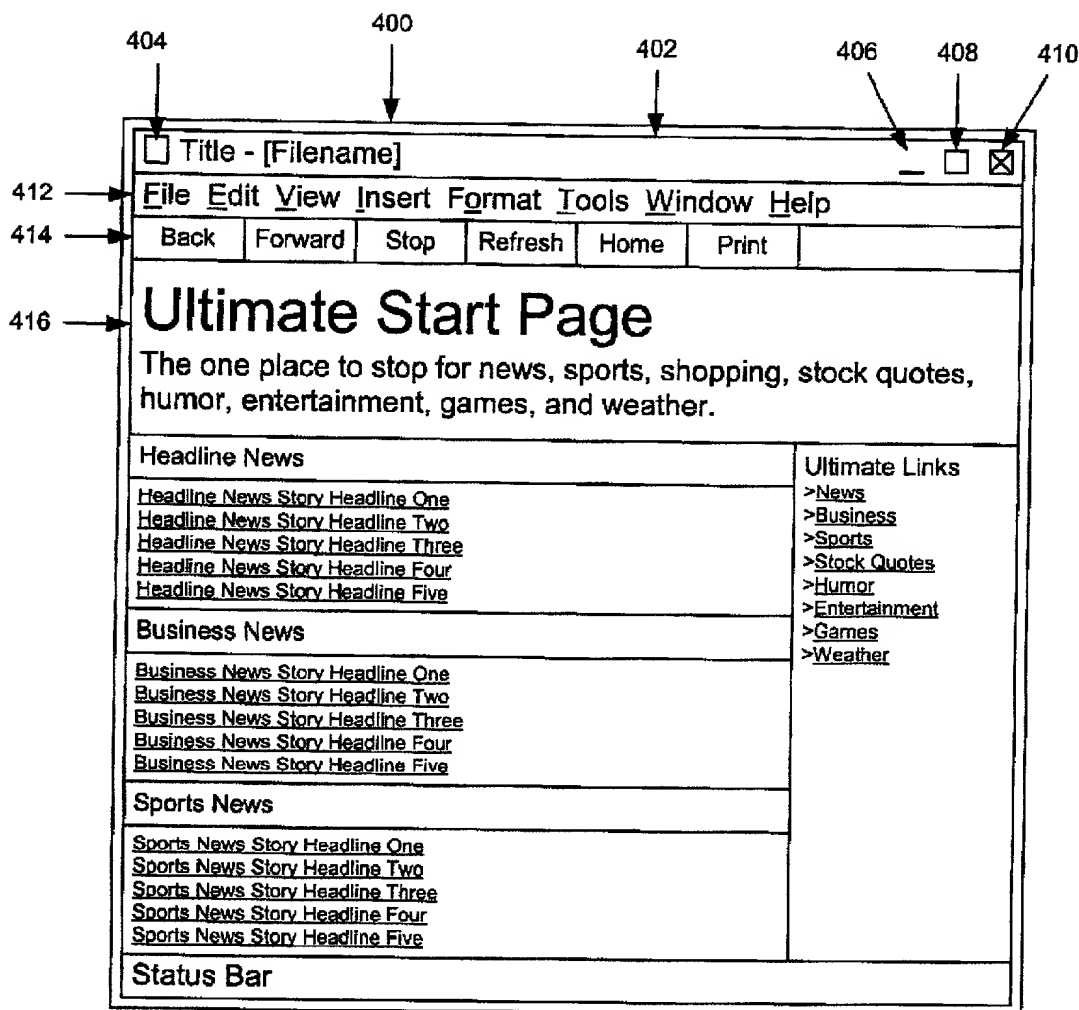 400
404
402
406
408
410
Title - [Filename]
412
File Edit View Insert Format Tools Window Help
414
Back Forward Stop Refresh Home Print
416
Ultimate Start Page
The one place to stop for news, sports, shopping, stock quotes,
humor, entertainment, games, and weather.
Headline News
Headline News Story Headline One
Headline News Story Headline Two
Headline News Story Headline Three
Headline News Story Headline Four
Headline News Story Headline Five
Business News
Business News Story Headline One
Business News Story Headline Two
Business News Story Headline Three
Business News Story Headline Four
Business News Story Headline Five
Sports News
Sports News Story Headline One
Sports News Story Headline Two
Sports News Story Headline Three
Sports News Story Headline Four
Sports News Story Headline Five
Ultimate Links
>News
>Business
>Sports
>Stock Quotes
>Humor
>Entertainment
>Games
>Weather
Status Bar